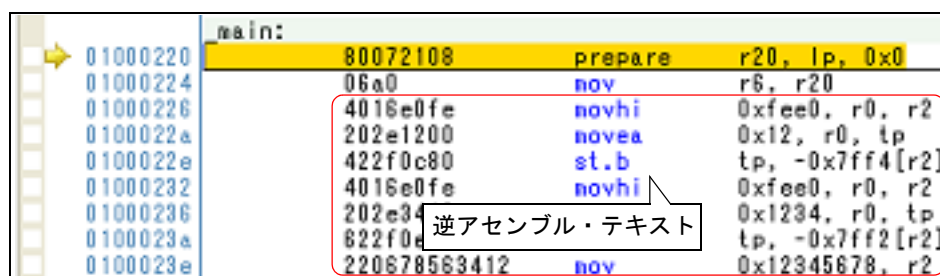 _main:
01000220 80072108 prepare r20, lp, 0x0
01000224 06a0 mov r6, r20
01000226 4016e0fe movhi 0xfee0, r0, r2
0100022a 202e1200 movea 0x12, r0, tp
0100022e 422f0c80 st.b tp, -0x7ff4[r2]
01000232 4016e0fe movhi 0xfee0, r0, r2
01000236 202e34 0x1234, r0, tp
0100023a 622f0e tp, -0x7ff2[r2]
逆アセンブル・テキスト
0100023e 220678563412 mov 0x12345678, r2